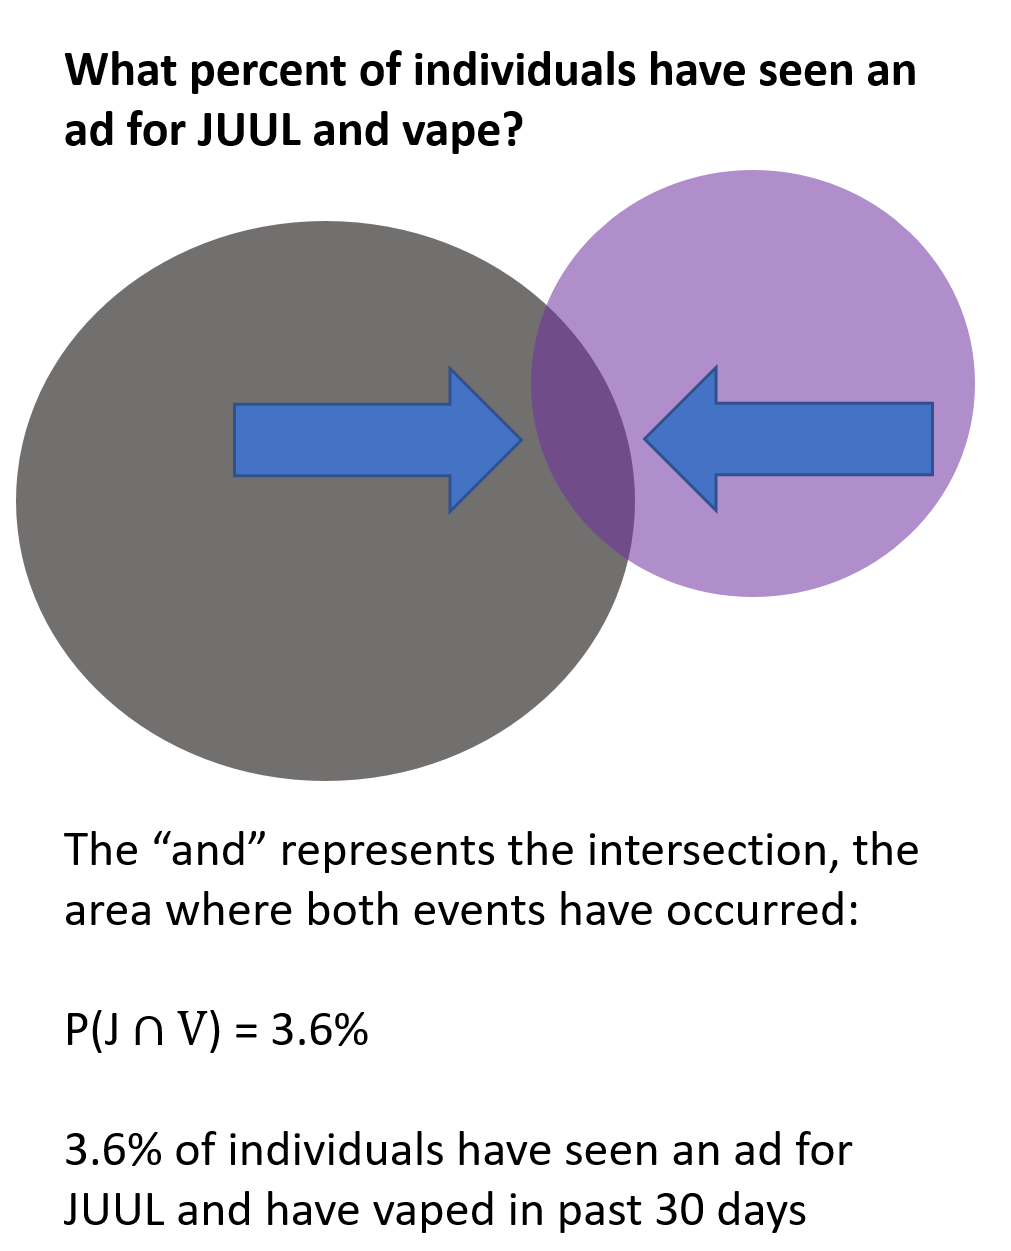 What percent of individuals have seen an
ad for JUUL and vape?
The “and” represents the intersection, the
area where both events have occurred:
P(J ∩ V) = 3.6%
3.6% of individuals have seen an ad for
JUUL and have vaped in past 30 days